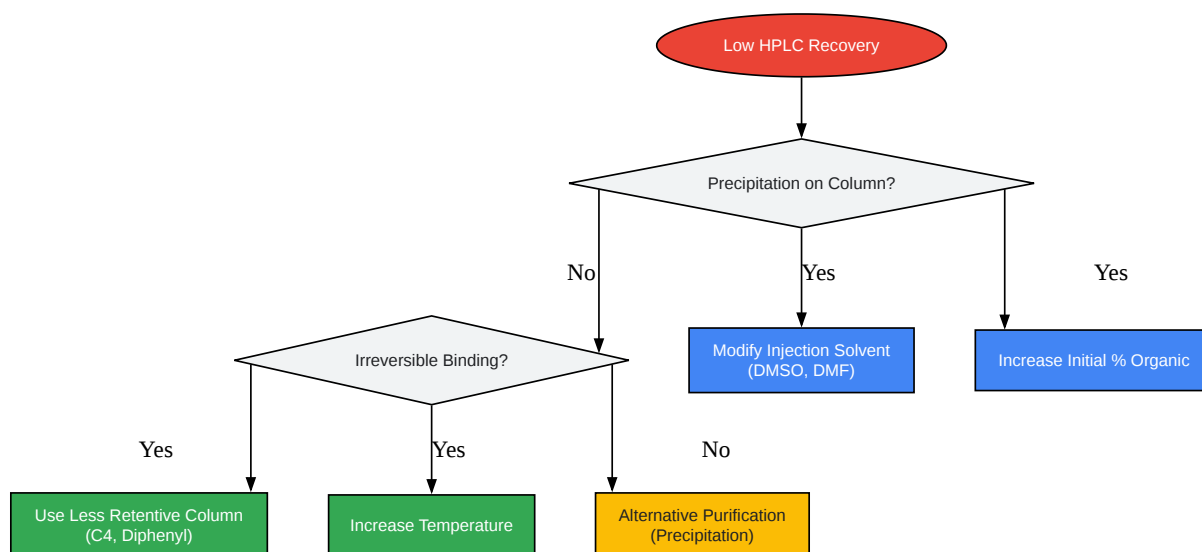 Low HPLC Recovery
Precipitation on Column?
No
Yes
Yes
Modify Injection Solvent
(DMSO, DMF)
Increase Initial % Organic
Irreversible Binding?
Yes
Yes
No
Use Less Retentive Column
(C4, Diphenyl)
Increase Temperature
Alternative Purification
(Precipitation)